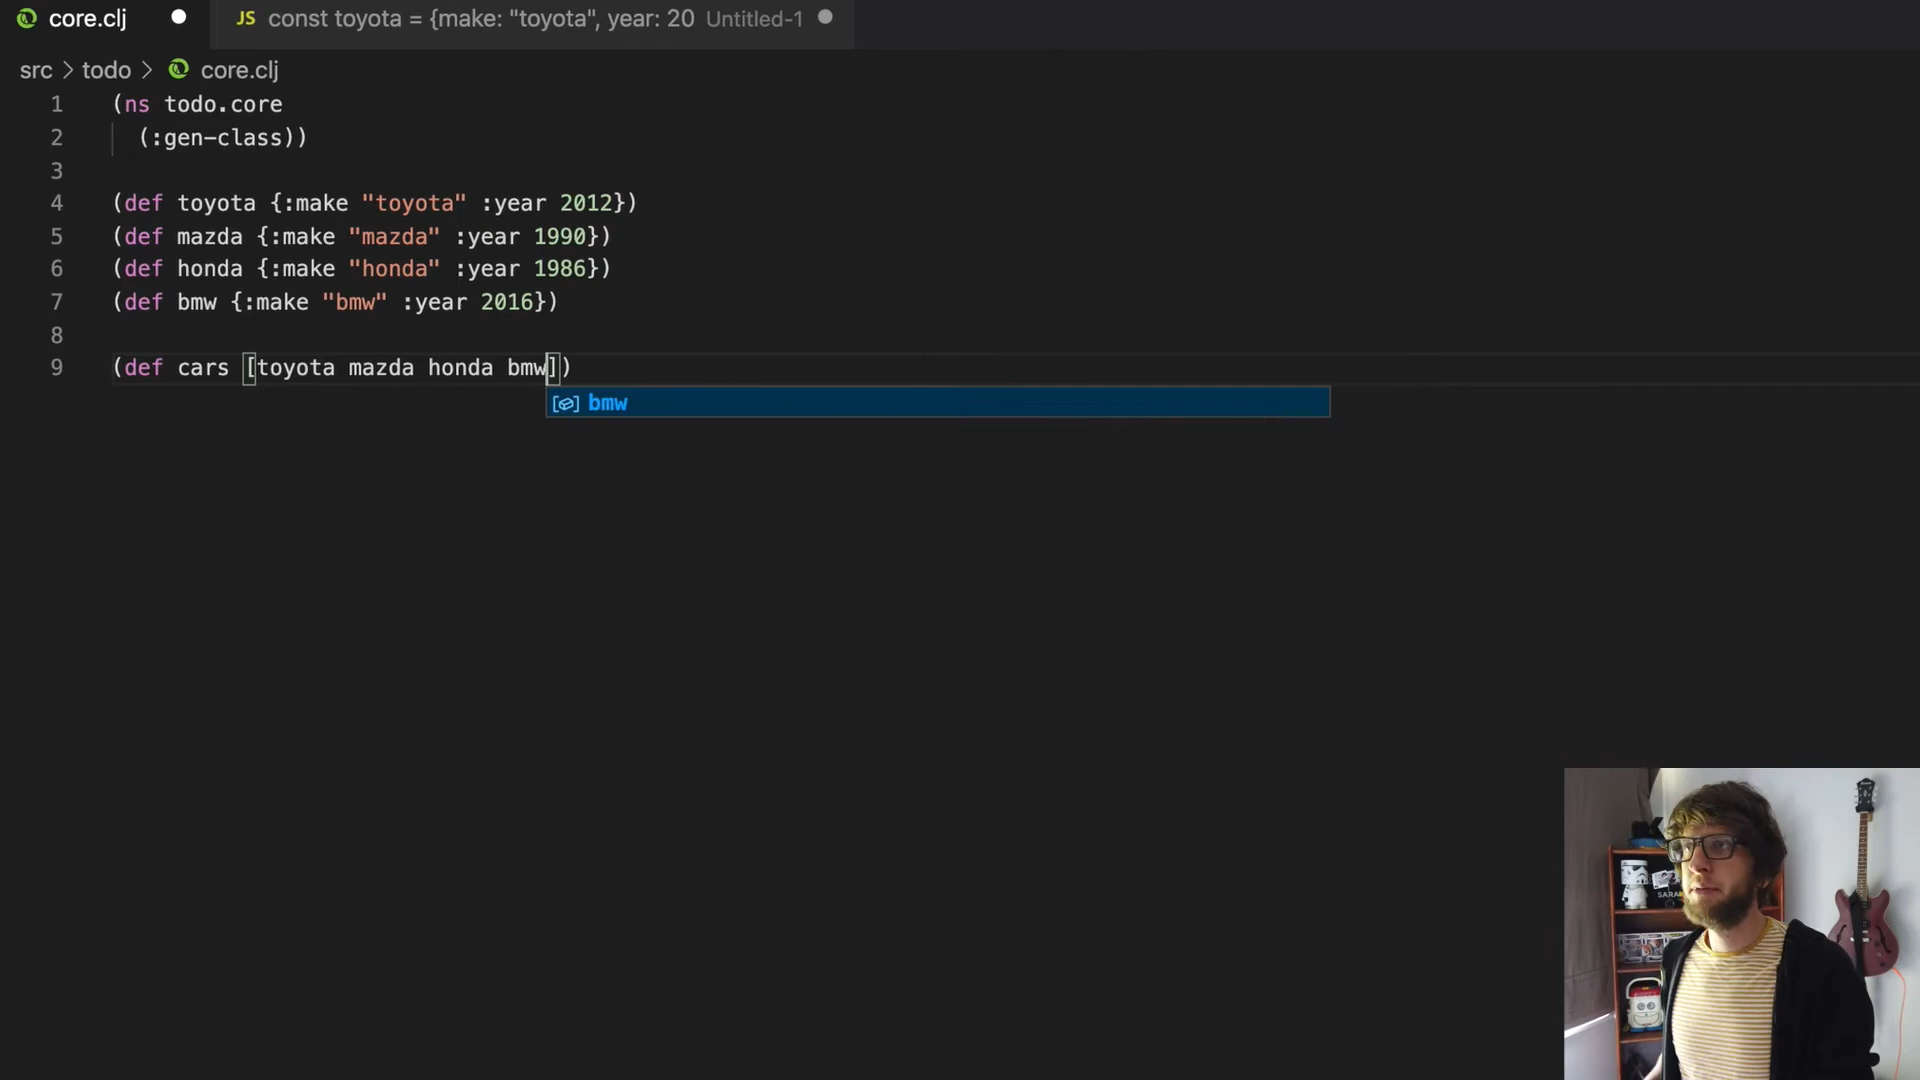 core.clj
JS const toyota = {make: "toyota", year: 20 Untitled-1
src > todo > core.clj
1 (ns todo.core
2 (:gen-class))
3
4 (def toyota {:make "toyota" :year 2012})
5 (def mazda {:make "mazda" :year 1990})
6 (def honda {:make "honda" :year 1986})
7 (def bmw {:make "bmw" :year 2016})
8
9 (def cars [toyota mazda honda bmw])
bmw
SARA